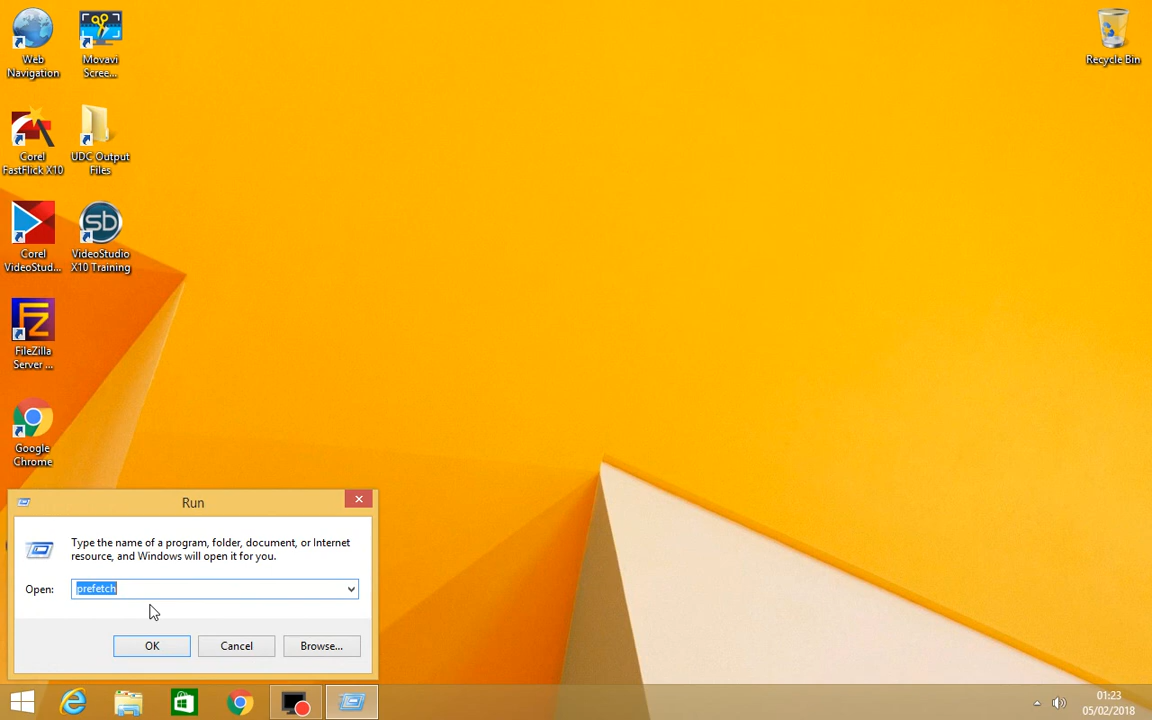 Web
Navigation
Movavi
Scree...
Recycle Bin
Corel
FastFlick X10
UDC Output
Files
sb
Corel
VideoStud...
VideoStudio
X10 Training
FZ
FileZilla
Server ...
Google
Chrome
Run
Type the name of a program, folder, document, or Internet
resource, and Windows will open it for you.
Open: prefetch
OK Cancel Browse...
01:23
05/02/2018